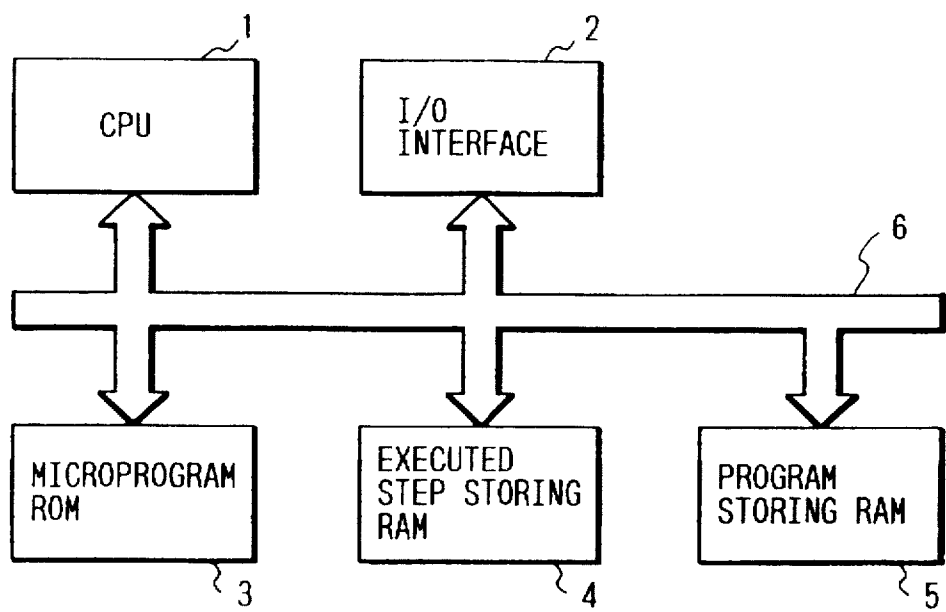 1
2
CPU
I/O
INTERFACE
6
MICROPROGRAM
ROM
EXECUTED
STEP STORING
RAM
PROGRAM
STORING RAM
3
4
5